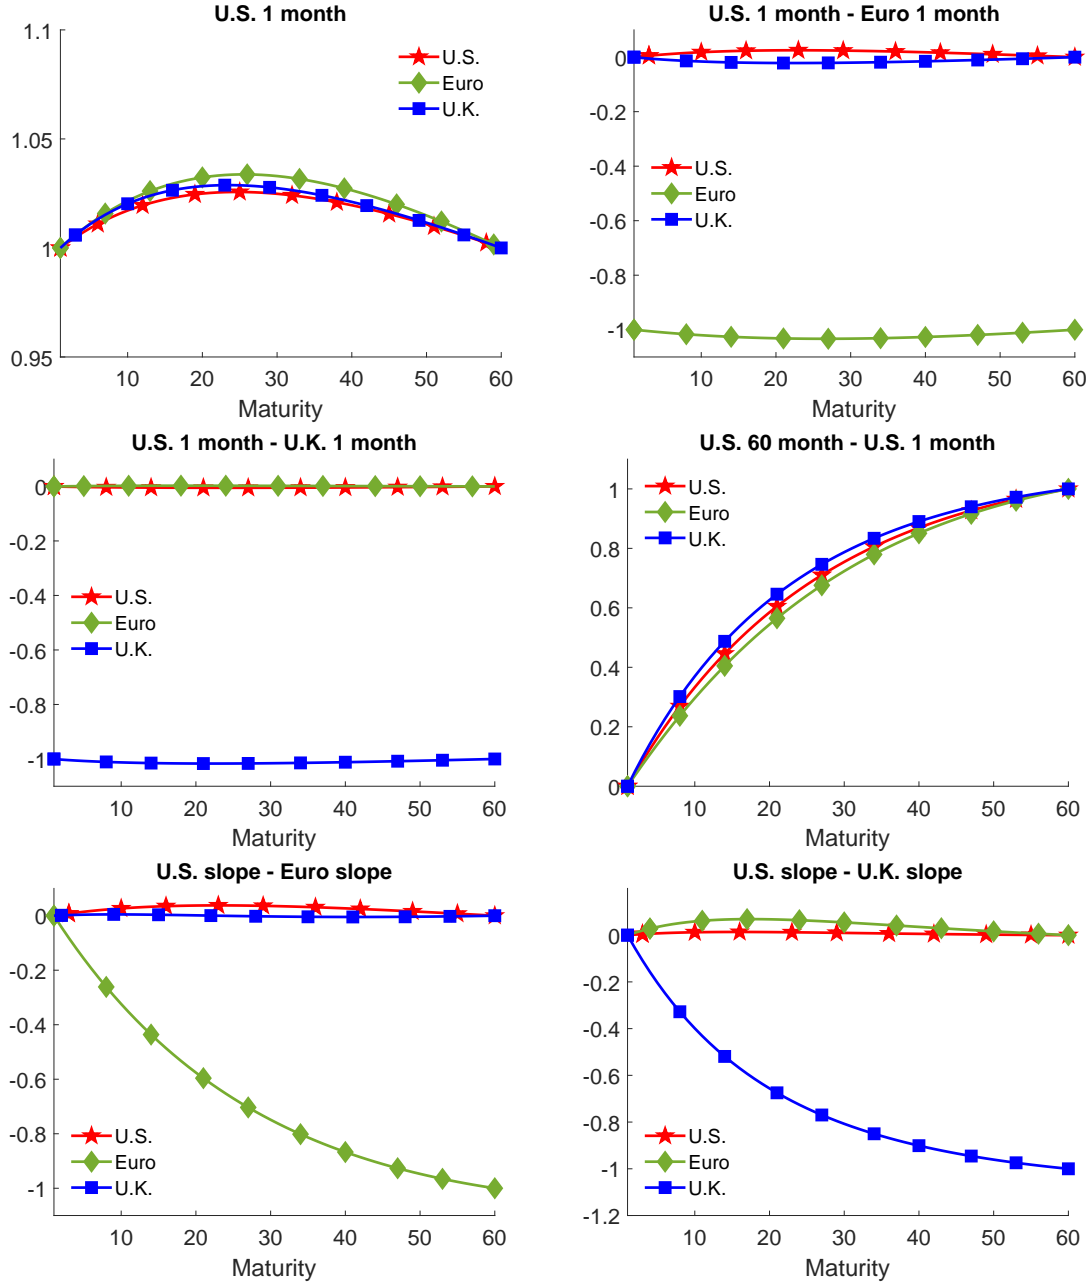 U.S. 1 month
1.1
1.05
1
0.95
U.S.
Euro
U.K.
10 20 30 40 50 60
Maturity
U.S. 1 month - Euro 1 month
0
-0.2
-0.4
-0.6
-0.8
-1
U.S.
Euro
U.K.
10 20 30 40 50 60
Maturity
U.S. 1 month - U.K. 1 month
0
-0.2
-0.4
-0.6
-0.8
-1
U.S.
Euro
U.K.
10 20 30 40 50 60
Maturity
U.S. 60 month - U.S. 1 month
1
0.8
0.6
0.4
0.2
0
U.S.
Euro
U.K.
10 20 30 40 50 60
Maturity
U.S. slope - Euro slope
0
-0.2
-0.4
-0.6
-0.8
-1
U.S.
Euro
U.K.
10 20 30 40 50 60
Maturity
U.S. slope - U.K. slope
0
-0.2
-0.4
-0.6
-0.8
-1
-1.2
U.S.
Euro
U.K.
10 20 30 40 50 60
Maturity